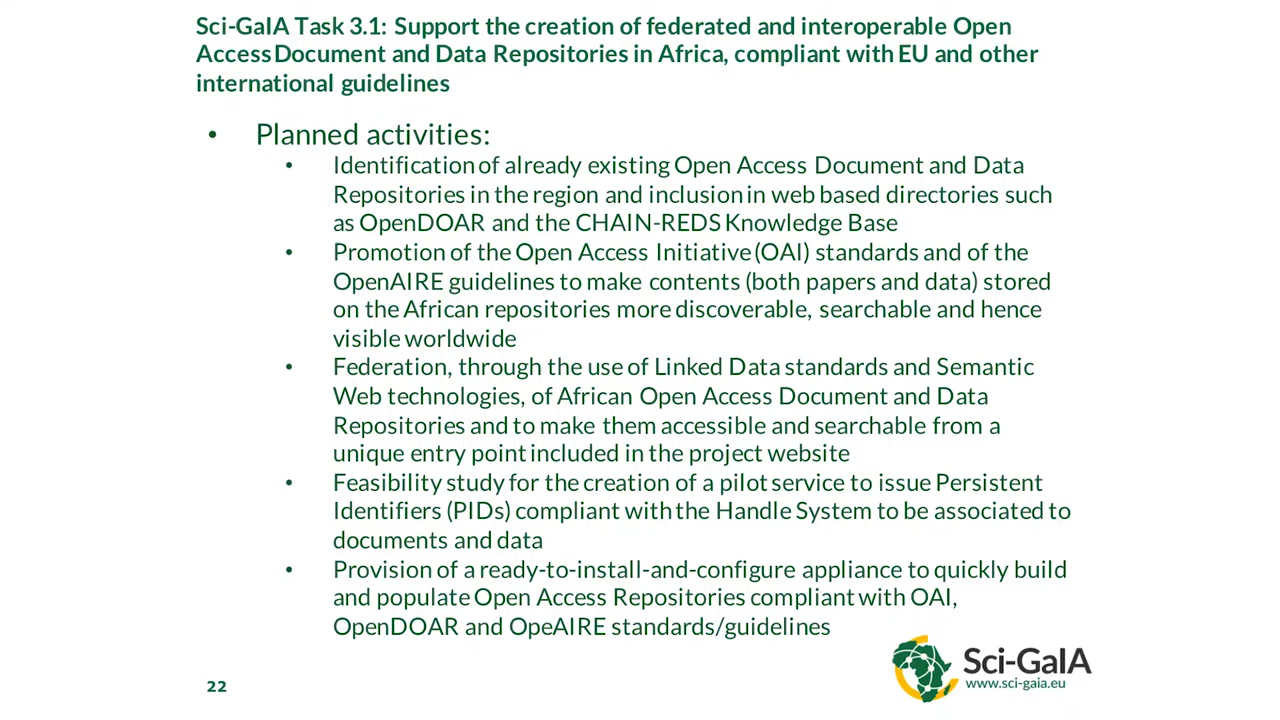 Sci-GaIA Task 3.1: Support the creation of federated and interoperable Open
Access Document and Data Repositories in Africa, compliant with EU and other
international guidelines
• Planned activities:
• Identification of already existing Open Access Document and Data
Repositories in the region and inclusion in web based directories such
as OpenDOAR and the CHAIN-REDS Knowledge Base
• Promotion of the Open Access Initiative (OAI) standards and of the
OpenAIRE guidelines to make contents (both papers and data) stored
on the African repositories more discoverable, searchable and hence
visible worldwide
• Federation, through the use of Linked Data standards and Semantic
Web technologies, of African Open Access Document and Data
Repositories and to make them accessible and searchable from a
unique entry point included in the project website
• Feasibility study for the creation of a pilot service to issue Persistent
Identifiers (PIDs) compliant with the Handle System to be associated to
documents and data
• Provision of a ready-to-install-and-configure appliance to quickly build
and populate Open Access Repositories compliant with OAI,
OpenDOAR and OpeAIRE standards/guidelines
Sci-GaIA
www.sci-gaia.eu
22